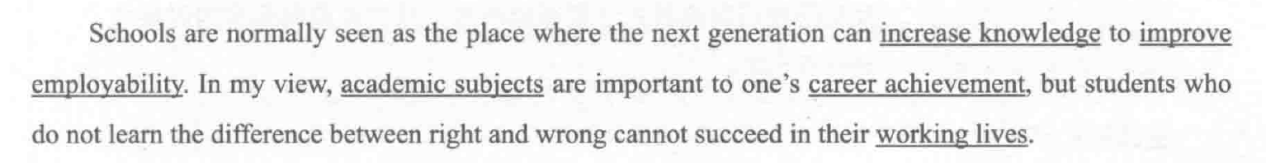 Schools are normally seen as the place where the next generation can increase knowledge to improve
employability. In my view, academic subjects are important to one's career achievement, but students who
do not learn the difference between right and wrong cannot succeed in their working lives.